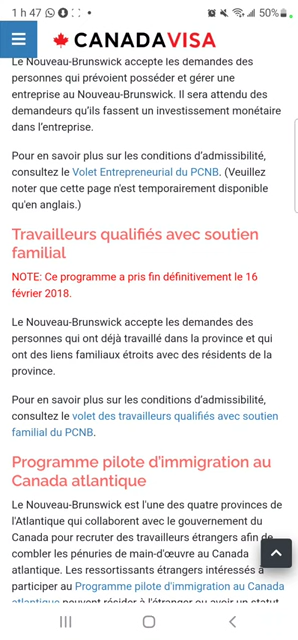 1 h 47
50%
CANADAVISA
Le Nouveau-Brunswick accepte les demandes des
personnes qui prévoient posséder et gérer une
entreprise au Nouveau-Brunswick. Il sera attendu des
demandeurs qu'ils fassent un investissement monétaire
dans l'entreprise.
Pour en savoir plus sur les conditions d'admissibilité,
consultez le Volet Entrepreneurial du PCNB. (Veuillez
noter que cette page n'est temporairement disponible
qu'en anglais.)
Travailleurs qualifiés avec soutien
familial
NOTE: Ce programme a pris fin définitivement le 16
février 2018.
Le Nouveau-Brunswick accepte les demandes des
personnes qui ont déjà travaillé dans la province et qui
ont des liens familiaux étroits avec des résidents de la
province.
Pour en savoir plus sur les conditions d'admissibilité,
consultez le volet des travailleurs qualifiés avec soutien
familial du PCNB.
Programme pilote d'immigration au
Canada atlantique
Le Nouveau-Brunswick est l'une des quatre provinces de
l'Atlantique qui collaborent avec le gouvernement du
Canada pour recruter des travailleurs étrangers afin de
combler les pénuries de main-d'œuvre au Canada
atlantique. Les ressortissants étrangers intéressés à
participer au Programme pilote d'immigration au Canada
atlantique peuvent résider à l'étranger ou avoir un statut